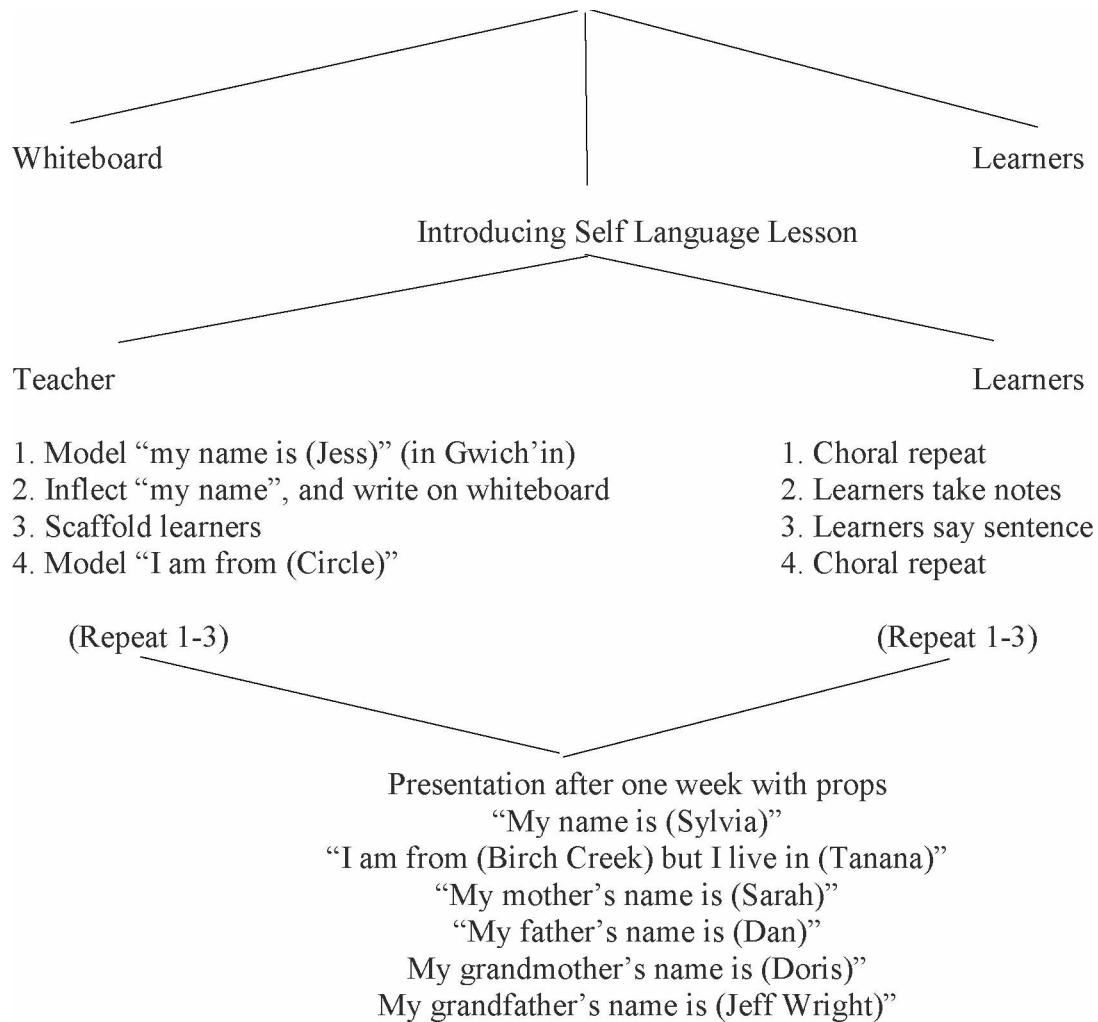 Whiteboard
Learners
Introducing Self Language Lesson
Teacher
Learners
1. Model “my name is (Jess)” (in Gwich’in)
2. Inflect “my name”, and write on whiteboard
3. Scaffold learners
4. Model “I am from (Circle)”
1. Choral repeat
2. Learners take notes
3. Learners say sentence
4. Choral repeat
(Repeat 1-3)
(Repeat 1-3)
Presentation after one week with props
“My name is (Sylvia)”
“I am from (Birch Creek) but I live in (Tanana)”
“My mother’s name is (Sarah)”
“My father’s name is (Dan)”
My grandmother’s name is (Doris)”
My grandfather’s name is (Jeff Wright)”